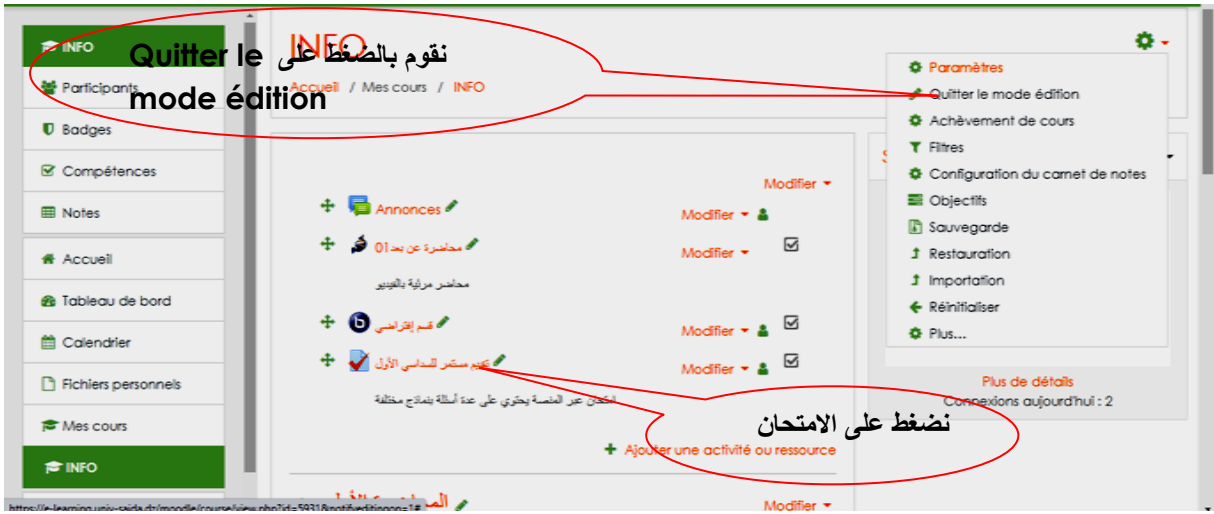 INFO
Participants
Badges
Compétences
Notes
Accueil
Tableau de bord
Calendrier
Fichiers personnels
Mes cours
INFO
INFO
Accueil / Mes cours / INFO
نقوم بالضغط على Quitter le
mode édition
Paramètres
Quitter le mode édition
Achèvement de cours
Filtres
Configuration du carnet de notes
Objectifs
Sauvegarde
Restauration
Importation
Réinitialiser
Plus...
Modifier
Annonces
Modifier
محاضرة عن بعد01
Modifier
محاضر مرئية بالفيديو
قسم إفتراضي
Modifier
تقييم مستمر للسداسي الأول
Modifier
امتحان عبر المنصة يحتوي على عدة أسئلة بنماذج مختلفة
نضغط على الامتحان
Ajouter une activité ou ressource
Modifier
Plus de détails
Connexions aujourd'hui : 2
https://e-learning.univ-saida.dz/moodle/course/view.php?id=5931&notifyeditingon=1#